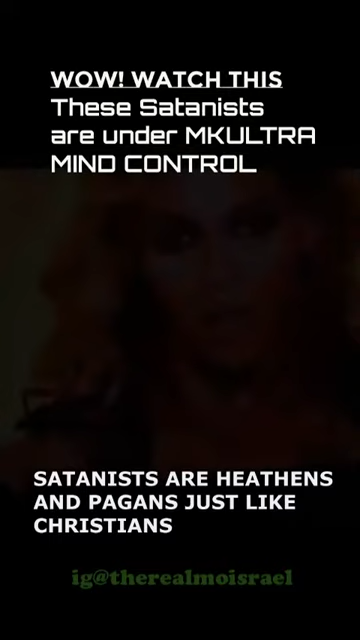 WOW! WATCH THIS
These Satanists
are under MKULTRA
MIND CONTROL
SATANISTS ARE HEATHENS
AND PAGANS JUST LIKE
CHRISTIANS
ig@therealmoisrael